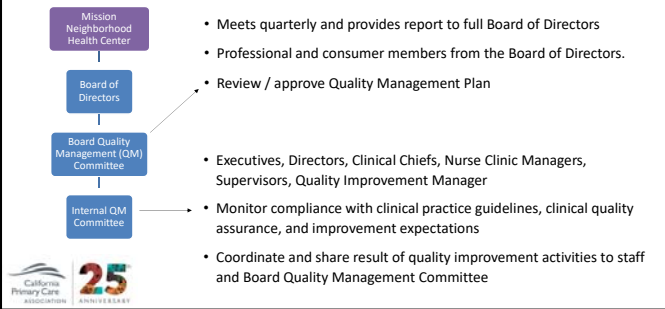 Mission
Neighborhood
Health Center
Board of
Directors
Board Quality
Management (QM)
Committee
Internal QM
Committee
• Meets quarterly and provides report to full Board of Directors
• Professional and consumer members from the Board of Directors.
• Review / approve Quality Management Plan
• Executives, Directors, Clinical Chiefs, Nurse Clinic Managers,
Supervisors, Quality Improvement Manager
• Monitor compliance with clinical practice guidelines, clinical quality
assurance, and improvement expectations
• Coordinate and share result of quality improvement activities to staff
and Board Quality Management Committee
California
Primary Care
ASSOCIATION
25th
ANNIVERSARY